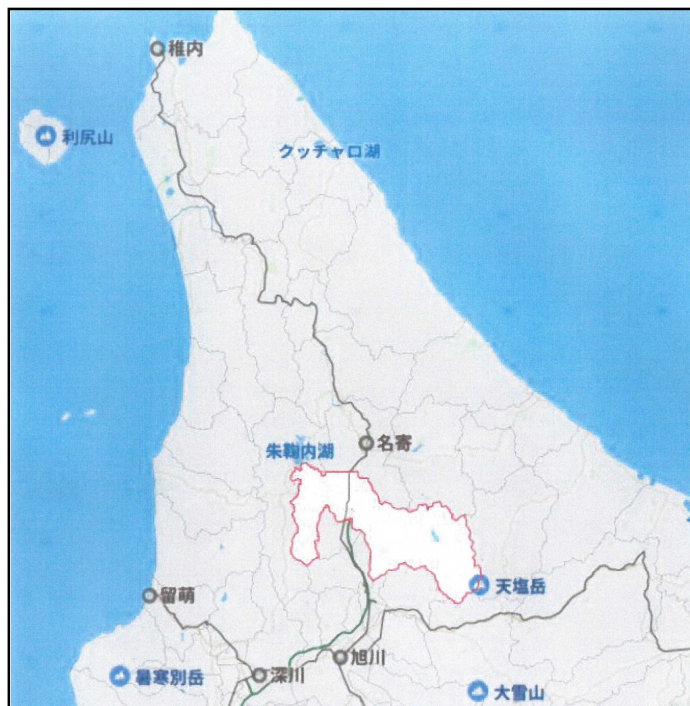 稚内
利尻山
クッチャロ湖
朱鞠内湖
名寄
天塩岳
留萌
旭川
深川
暑寒別岳
大雪山